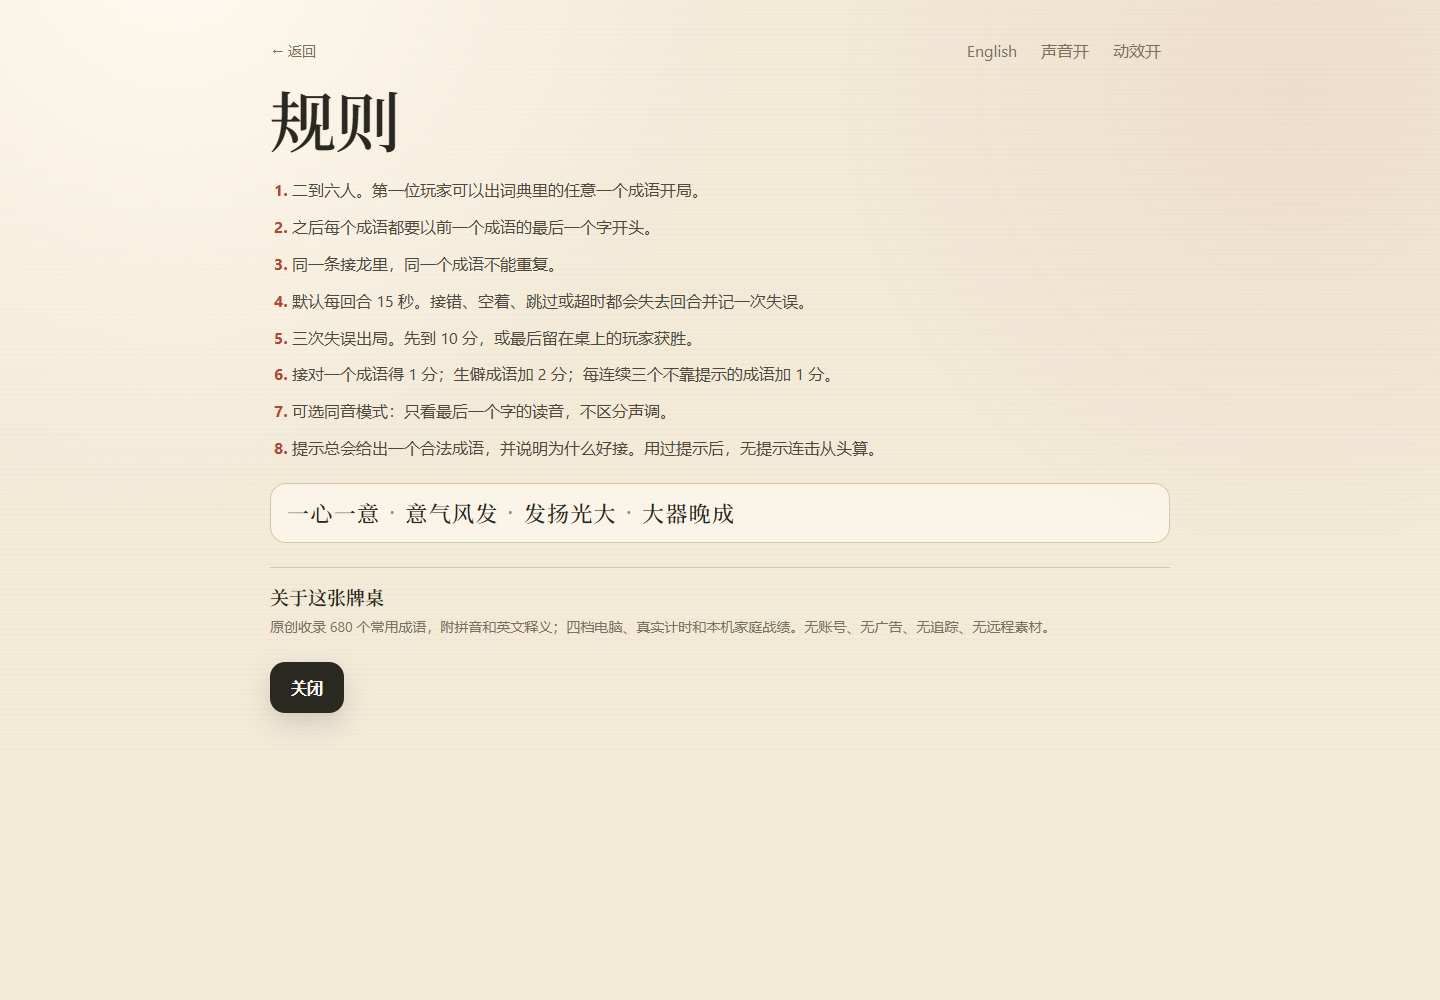 ← 返回
English 声音开 动效开
规则
1. 二到六人。第一位玩家可以出词典里的任意一个成语开局。
2. 之后每个成语都要以前一个成语的最后一个字开头。
3. 同一条接龙里，同一个成语不能重复。
4. 默认每回合 15 秒。接错、空着、跳过或超时都会失去回合并记一次失误。
5. 三次失误出局。先到 10 分，或最后留在桌上的玩家获胜。
6. 接对一个成语得 1 分；生僻成语加 2 分；每连续三个不靠提示的成语加 1 分。
7. 可选同音模式：只看最后一个字的读音，不区分声调。
8. 提示总会给出一个合法成语，并说明为什么好接。用过提示后，无提示连击从头算。
一心一意 · 意气风发 · 发扬光大 · 大器晚成
关于这张牌桌
原创收录 680 个常用成语，附拼音和英文释义；四档电脑、真实计时和本机家庭战绩。无账号、无广告、无追踪、无远程素材。
关闭